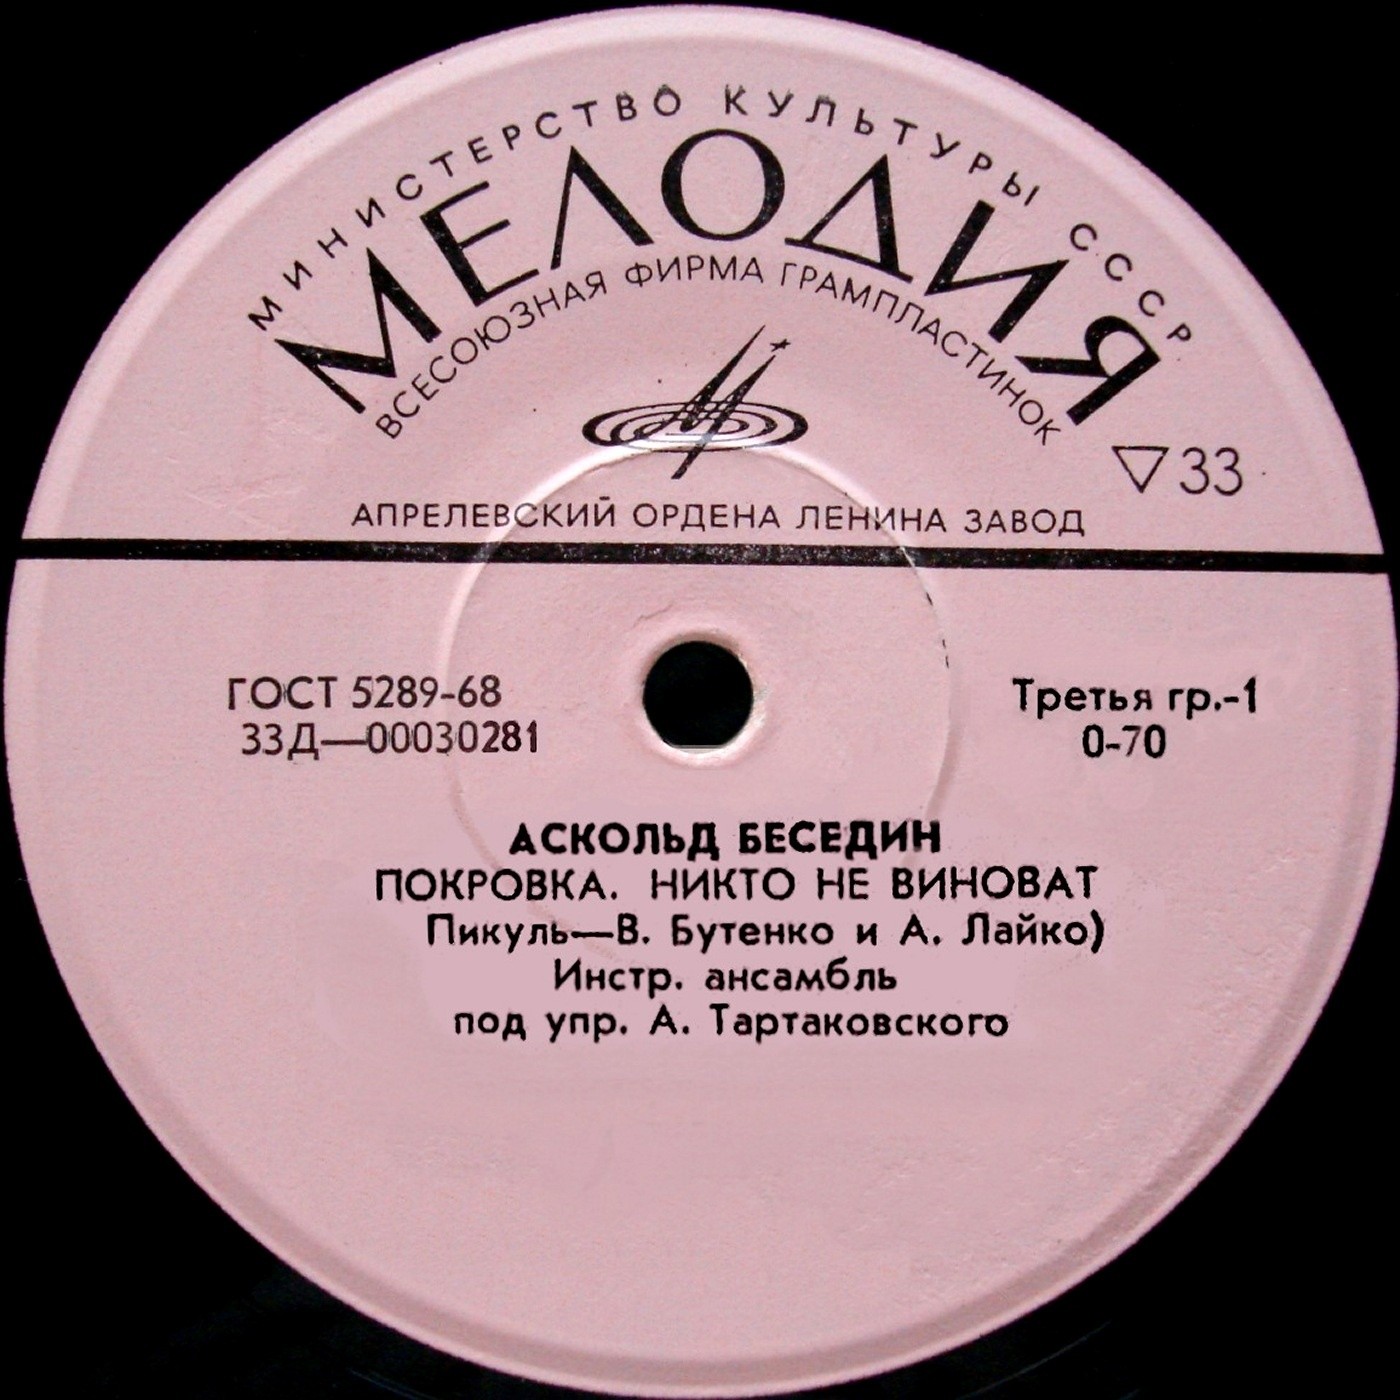 МИНИСТЕРСТВО КУЛЬТУРЫ СССР
МЕЛОДИЯ
ВСЕСОЮЗНАЯ ФИРМА ГРАМПЛАСТИНОК
33
АПРЕЛЕВСКИЙ ОРДЕНА ЛЕНИНА ЗАВОД
ГОСТ 5289-68
33Д—00030281
Третья гр.-1
0-70
АСКОЛЬД БЕСЕДИН
ПОКРОВКА. НИКТО НЕ ВИНОВАТ
Пикуль—В. Бутенко и А. Лайко)
Инстр. ансамбль
под упр. А. Тартаковского